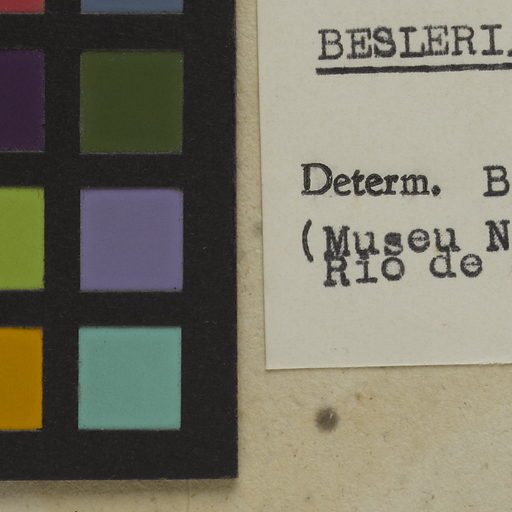 BESLERI
Determ. B
(Museu N
Rio de